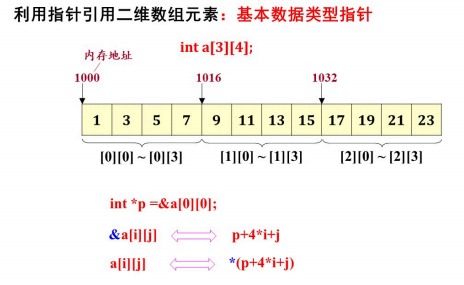 利用指针引用二维数组元素：基本数据类型指针
int a[3][4];
内存地址
1000 1016 1032
1 3 5 7 9 11 13 15 17 19 21 23
[0][0] ~ [0][3] [1][0] ~ [1][3] [2][0] ~ [2][3]
int *p =&a[0][0];
&a[i][j] p+4*i+j
a[i][j] *(p+4*i+j)